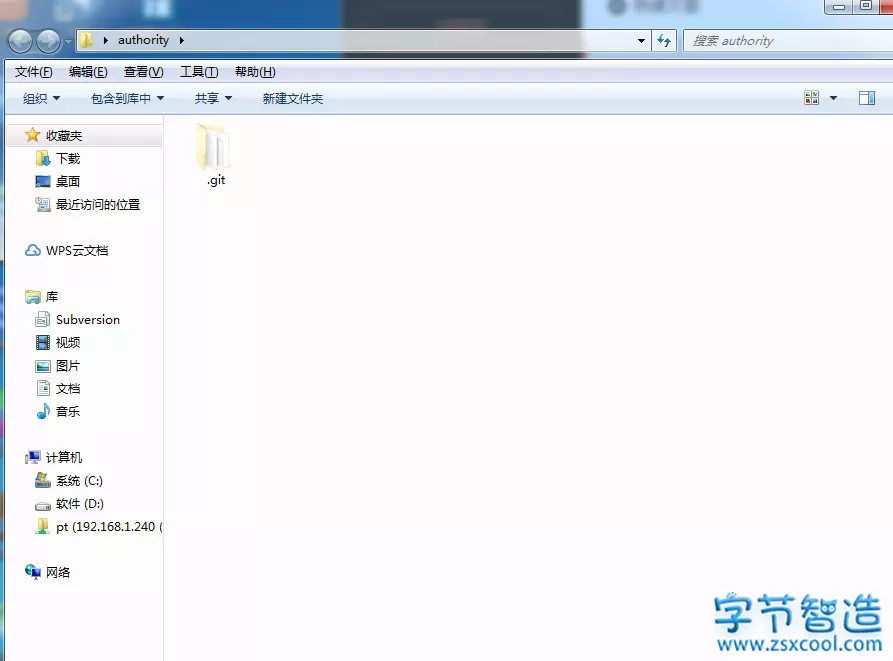 authority
搜索 authority
文件(F) 编辑(E) 查看(V) 工具(T) 帮助(H)
组织 包含到库中 共享 新建文件夹
收藏夹
下载
桌面
最近访问的位置
WPS云文档
库
Subversion
视频
图片
文档
音乐
计算机
系统 (C:)
软件 (D:)
pt (192.168.1.240 (
网络
.git
字节智造
www.zsxcool.com